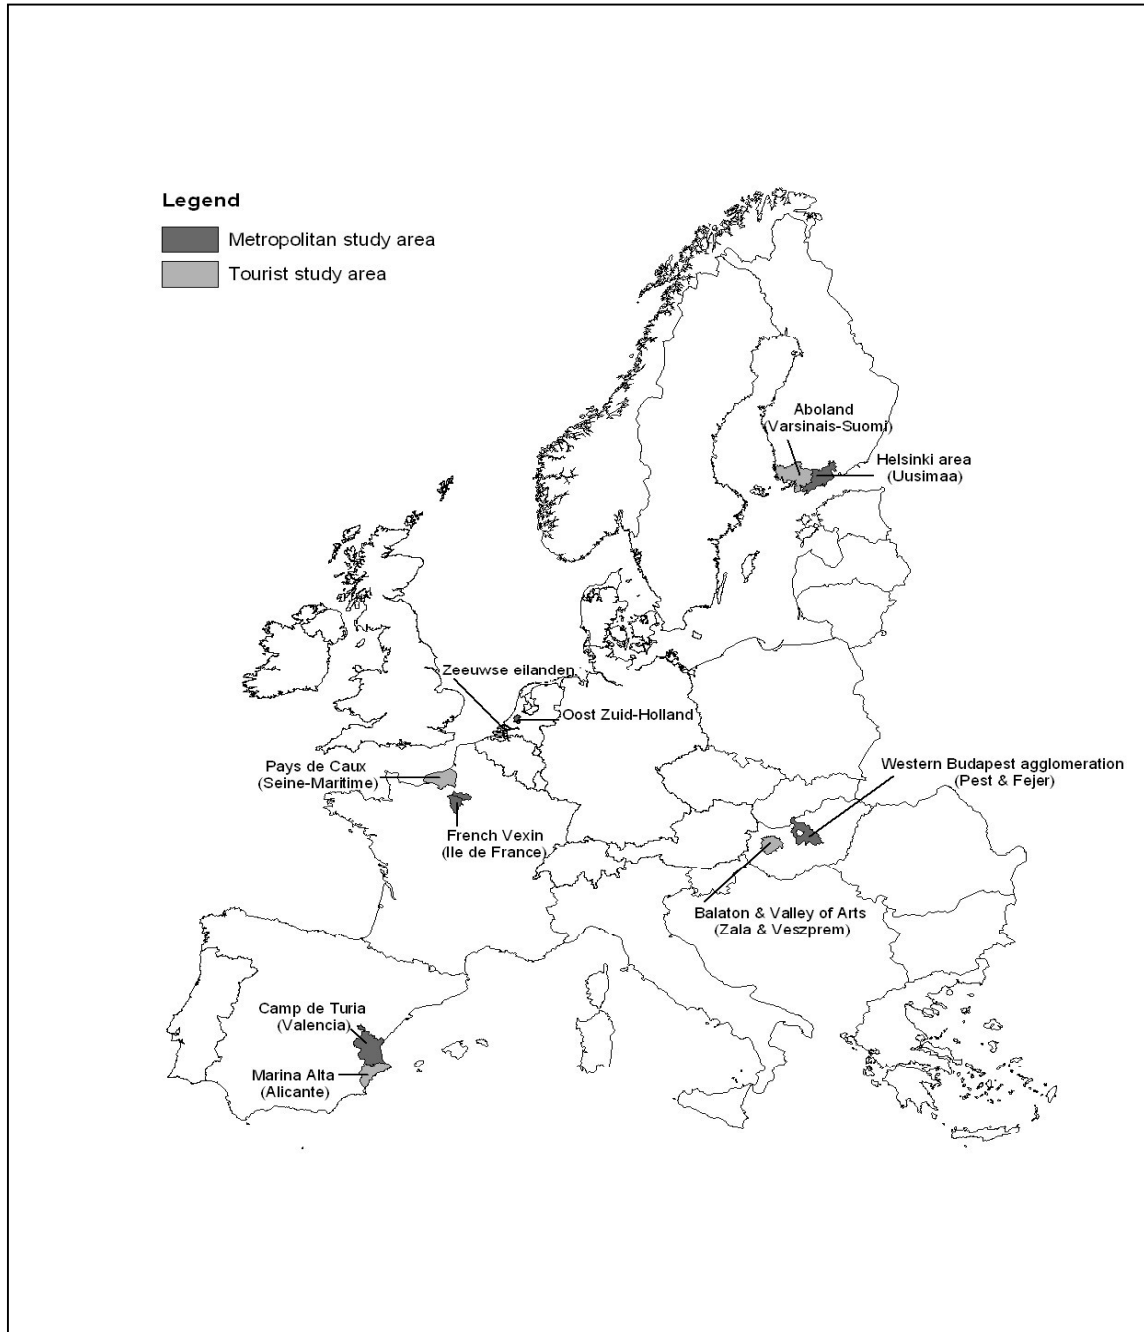 Legend
Metropolitan study area
Tourist study area
Aboland
(Varsinais-Suomi)
Helsinki area
(Uusimaa)
Zeeuwse eilanden
Oost Zuid-Holland
Pays de Caux
(Seine-Maritime)
French Vexin
(Ile de France)
Western Budapest agglomeration
(Pest & Fejer)
Balaton & Valley of Arts
(Zala & Veszprem)
Camp de Turia
(Valencia)
Marina Alta
(Alicante)